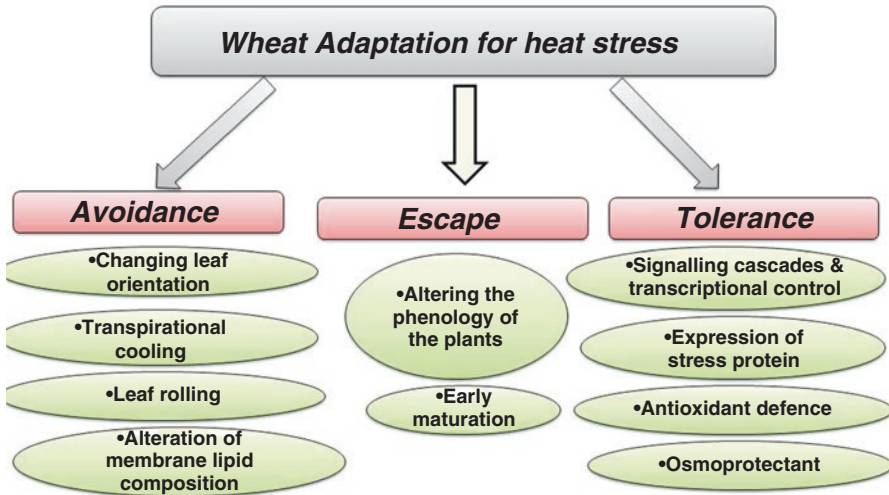 Wheat Adaptation for heat stress
Avoidance
•Changing leaf
orientation
•Transpirational
cooling
•Leaf rolling
•Alteration of
membrane lipid
composition
Escape
•Altering the
phenology of
the plants
•Early
maturation
Tolerance
•Signalling cascades &
transcriptional control
•Expression of
stress protein
•Antioxidant defence
•Osmoprotectant